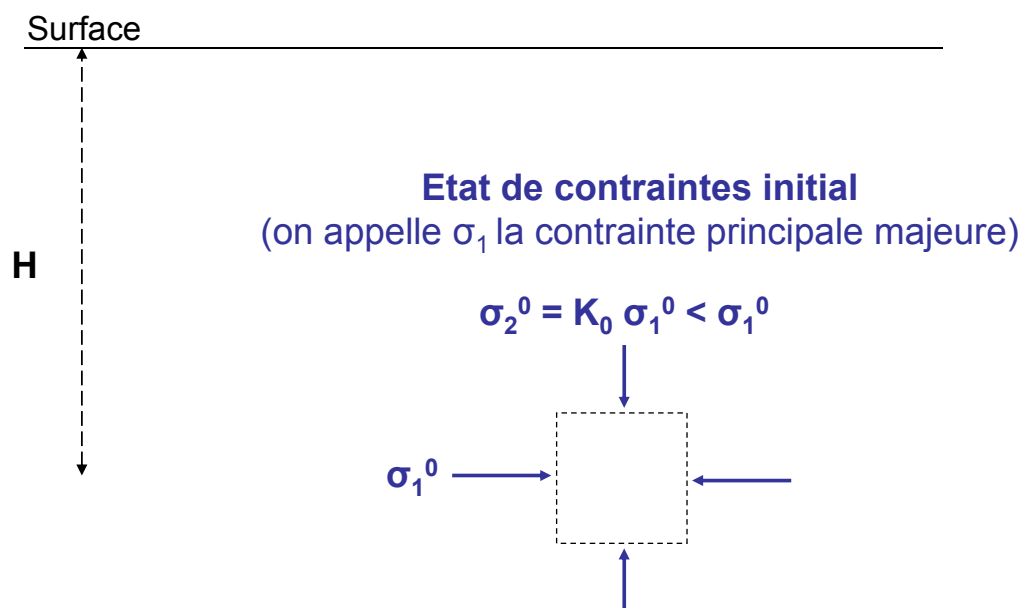 Surface
Etat de contraintes initial
(on appelle σ₁ la contrainte principale majeure)
H
σ₂⁰ = K₀ σ₁⁰ < σ₁⁰
σ₁⁰